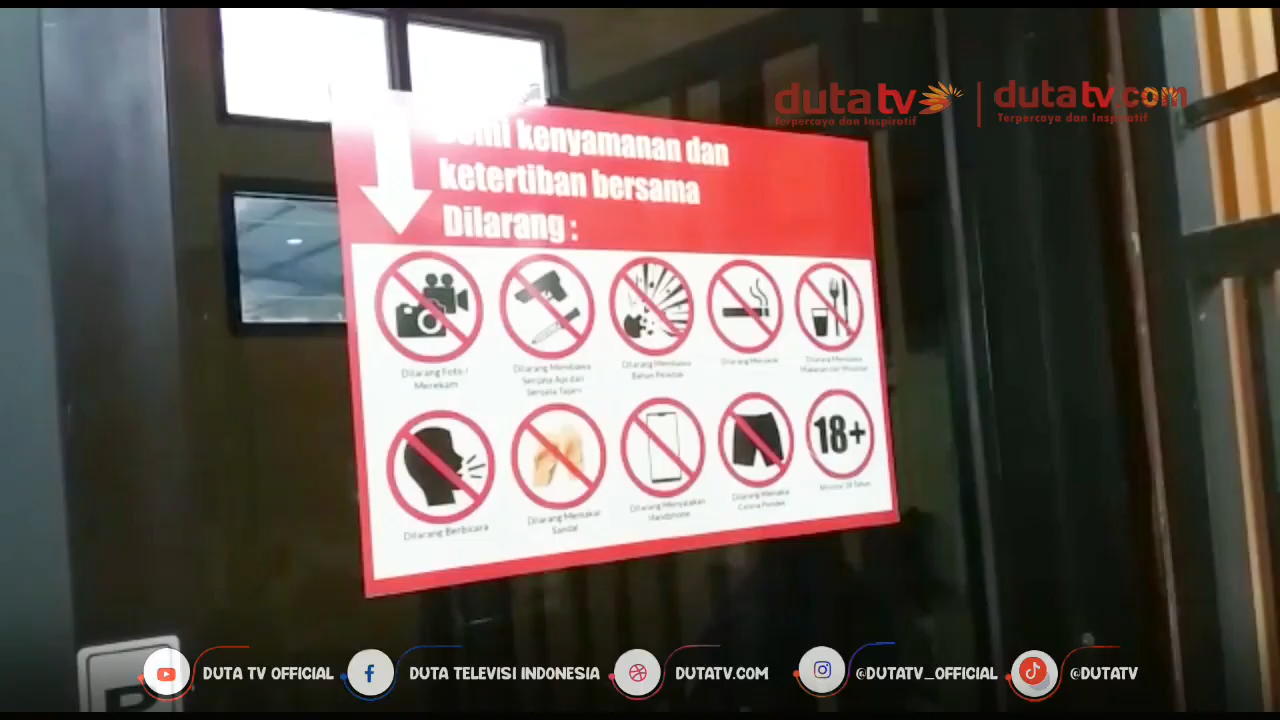 dutatv
Terpercaya dan Inspiratif
dutatv.com
Terpercaya dan Inspiratif
Demi kenyamanan dan
ketertiban bersama
Dilarang :
Dilarang Foto /
Merekam
Dilarang Membawa
Senjata Api dan
Senjata Tajam
Dilarang Membawa
Bahan Peledak
Dilarang Merokok
Dilarang Membawa
Makanan dan Minuman
18+
Dilarang Berbicara
Dilarang Memakai
Sandal
Dilarang Menyalakan
Handphone
Dilarang Memakai
Celana Pendek
Minimal 18 Tahun
DUTA TV OFFICIAL
DUTA TELEVISI INDONESIA
DUTATV.COM
@DUTATV_OFFICIAL
@DUTATV